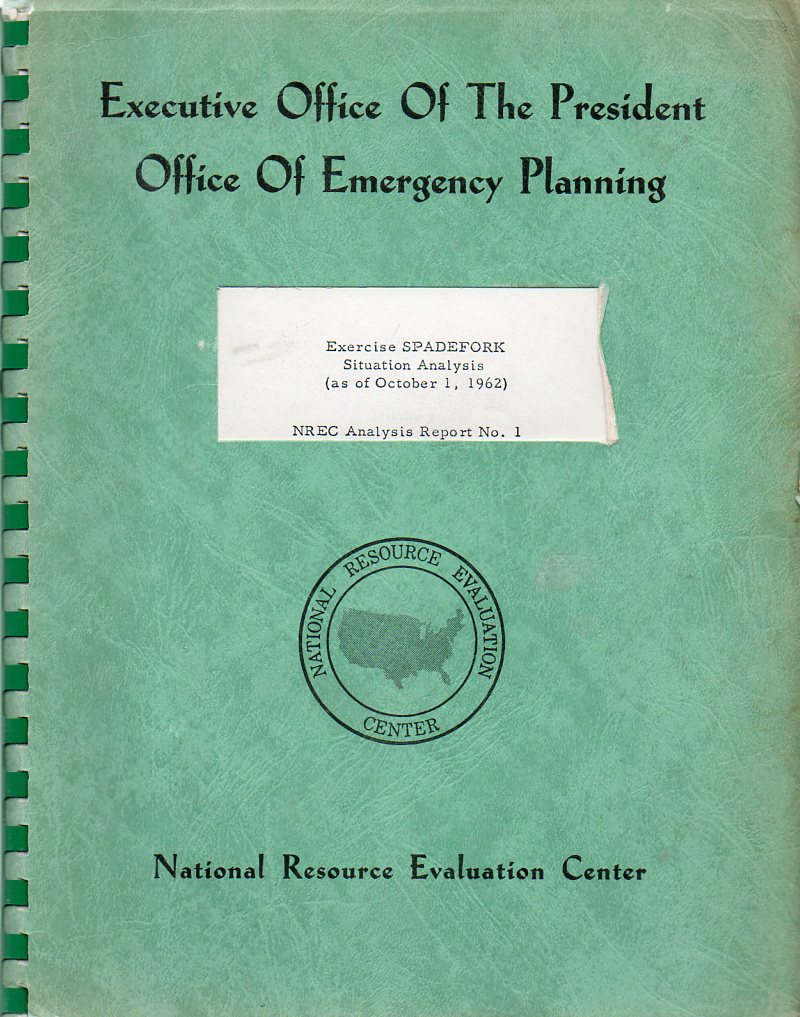 Executive Office Of The President
Office Of Emergency Planning
Exercise SPADEFORK
Situation Analysis
(as of October 1, 1962)
NREC Analysis Report No. 1
NATIONAL RESOURCE EVALUATION
CENTER
National Resource Evaluation Center